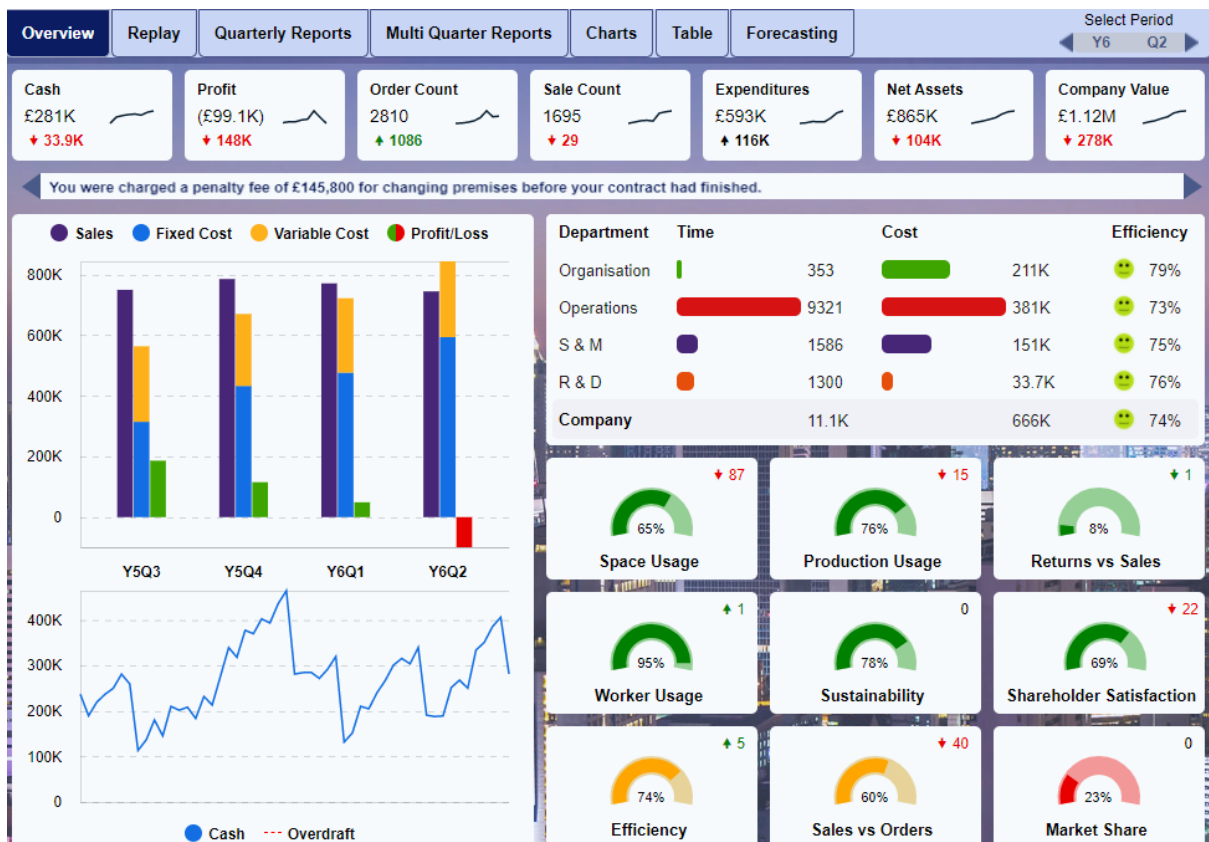 Overview Replay Quarterly Reports Multi Quarter Reports Charts Table Forecasting
Select Period
Y6 Q2
Cash Profit Order Count Sale Count Expenditures Net Assets Company Value
£281K (£99.1K) 2810 1695 £593K £865K £1.12M
33.9K 148K 1086 29 116K 104K 278K
You were charged a penalty fee of £145,800 for changing premises before your contract had finished.
Sales Fixed Cost Variable Cost Profit/Loss
800K
600K
400K
200K
0
Y5Q3 Y5Q4 Y6Q1 Y6Q2
400K
300K
200K
100K
0
Cash Overdraft
Department Time Cost Efficiency
Organisation 353 211K 79%
Operations 9321 381K 73%
S & M 1586 151K 75%
R & D 1300 33.7K 76%
Company 11.1K 666K 74%
87 15 1
65% 76% 8%
Space Usage Production Usage Returns vs Sales
1 0 22
95% 78% 69%
Worker Usage Sustainability Shareholder Satisfaction
5 40 0
74% 60% 23%
Efficiency Sales vs Orders Market Share